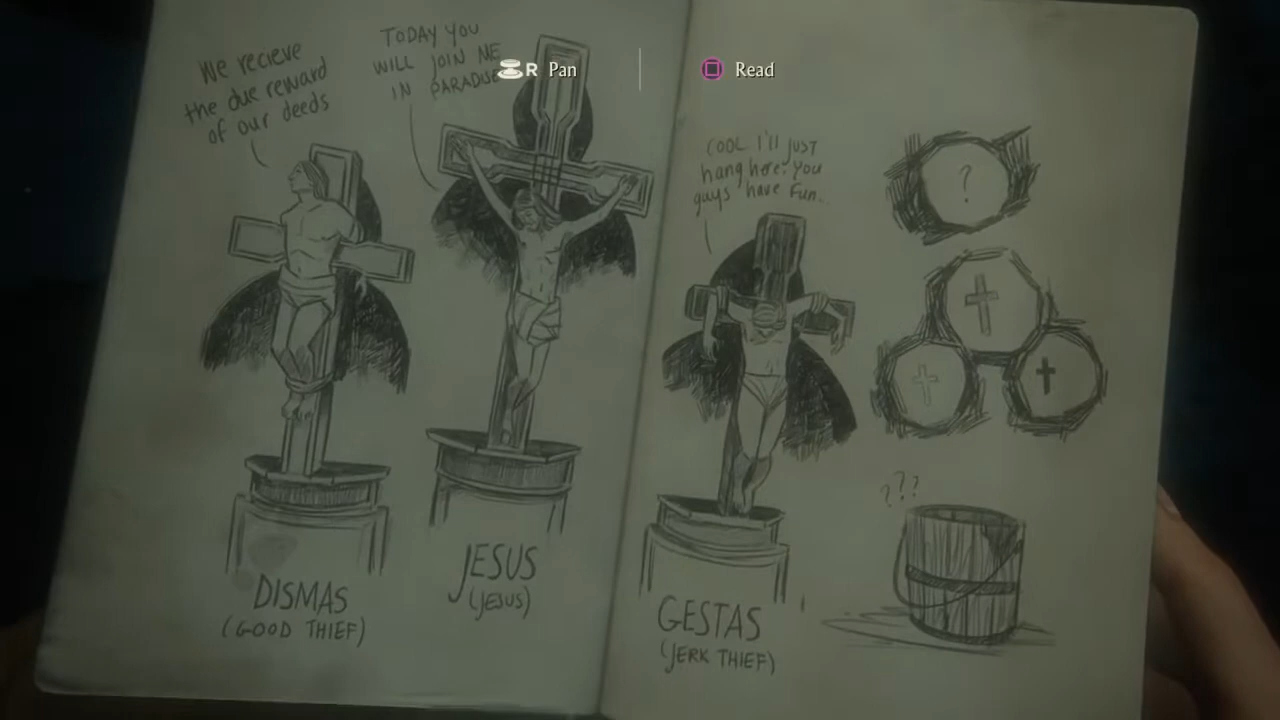 We recieve
the due reward
of our deeds
TODAY YOU
WILL JOIN ME
IN PARADISE
R Pan
Read
COOL I'll JUST
hang here. You
guys have fun..
?
???
DISMAS
(GOOD THIEF)
JESUS
(JESUS)
GESTAS
(JERK THIEF)